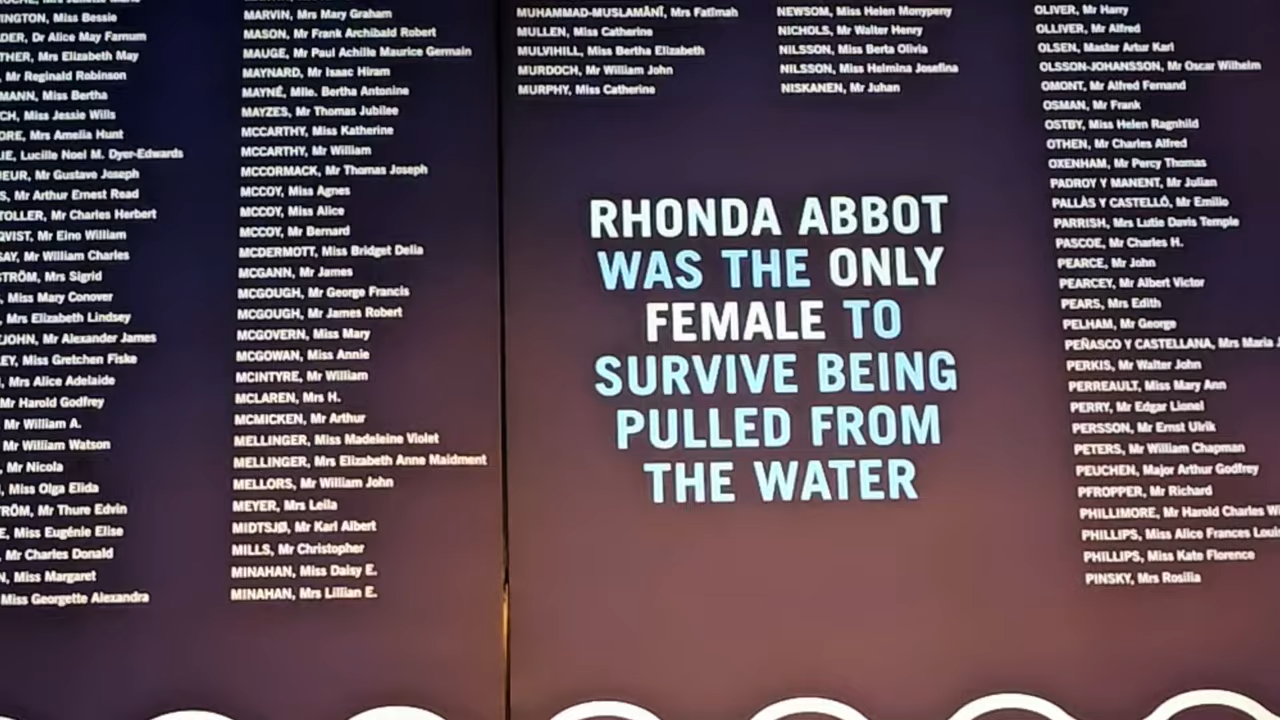 INGTON, Miss Bessie
DER, Dr Alice May Farnum
THER, Mrs Elizabeth May
, Mr Reginald Robinson
MANN, Miss Bertha
CH, Miss Jessie Wills
ORE, Mrs Amelia Hunt
IE, Lucille Noel M. Dyer-Edwards
IEUR, Mr Gustave Joseph
S, Mr Arthur Ernest Read
TOLLER, Mr Charles Herbert
QVIST, Mr Eino William
SAY, Mr William Charles
STRÖM, Mrs Sigrid
, Miss Mary Conover
, Mrs Elizabeth Lindsey
JOHN, Mr Alexander James
EY, Miss Gretchen Fiske
, Mrs Alice Adelaide
Mr Harold Godfrey
Mr William A.
Mr William Watson
, Mr Nicola
, Miss Olga Elida
TRÖM, Mr Thure Edvin
E, Miss Eugénie Elise
, Mr Charles Donald
N, Miss Margaret
Miss Georgette Alexandra
MARVIN, Mrs Mary Graham
MASON, Mr Frank Archibald Robert
MAUGE, Mr Paul Achille Maurice Germain
MAYNARD, Mr Isaac Hiram
MAYNÉ, Mlle. Bertha Antonine
MAYZES, Mr Thomas Jubilee
MCCARTHY, Miss Katherine
MCCARTHY, Mr William
MCCORMACK, Mr Thomas Joseph
MCCOY, Miss Agnes
MCCOY, Miss Alice
MCCOY, Mr Bernard
MCDERMOTT, Miss Bridget Delia
MCGANN, Mr James
MCGOUGH, Mr George Francis
MCGOUGH, Mr James Robert
MCGOVERN, Miss Mary
MCGOWAN, Miss Annie
MCINTYRE, Mr William
MCLAREN, Mrs H.
MCMICKEN, Mr Arthur
MELLINGER, Miss Madeleine Violet
MELLINGER, Mrs Elizabeth Anne Maidment
MELLORS, Mr William John
MEYER, Mrs Leila
MIDTSJØ, Mr Karl Albert
MILLS, Mr Christopher
MINAHAN, Miss Daisy E.
MINAHAN, Mrs Lillian E.
MUHAMMAD-MUSLAMÂNÎ, Mrs Fatîmah
MULLEN, Miss Catherine
MULVIHILL, Miss Bertha Elizabeth
MURDOCH, Mr William John
MURPHY, Miss Catherine
NEWSOM, Miss Helen Monypeny
NICHOLS, Mr Walter Henry
NILSSON, Miss Berta Olivia
NILSSON, Miss Helmina Josefina
NISKANEN, Mr Juhan
RHONDA ABBOT
WAS THE ONLY
FEMALE TO
SURVIVE BEING
PULLED FROM
THE WATER
OLIVER, Mr Harry
OLLIVER, Mr Alfred
OLSEN, Master Artur Karl
OLSSON-JOHANSSON, Mr Oscar Wilhelm
OMONT, Mr Alfred Fernand
OSMAN, Mr Frank
OSTBY, Miss Helen Ragnhild
OTHEN, Mr Charles Alfred
OXENHAM, Mr Percy Thomas
PADROY Y MANENT, Mr Julian
PALLÀS Y CASTELLÓ, Mr Emilio
PARRISH, Mrs Lutie Davis Temple
PASCOE, Mr Charles H.
PEARCE, Mr John
PEARCEY, Mr Albert Victor
PEARS, Mrs Edith
PELHAM, Mr George
PEÑASCO Y CASTELLANA, Mrs Maria J
PERKIS, Mr Walter John
PERREAULT, Miss Mary Ann
PERRY, Mr Edgar Lionel
PERSSON, Mr Ernst Ulrik
PETERS, Mr William Chapman
PEUCHEN, Major Arthur Godfrey
PFROPPER, Mr Richard
PHILLIMORE, Mr Harold Charles Wi
PHILLIPS, Miss Alice Frances Louis
PHILLIPS, Miss Kate Florence
PINSKY, Mrs Rosilia